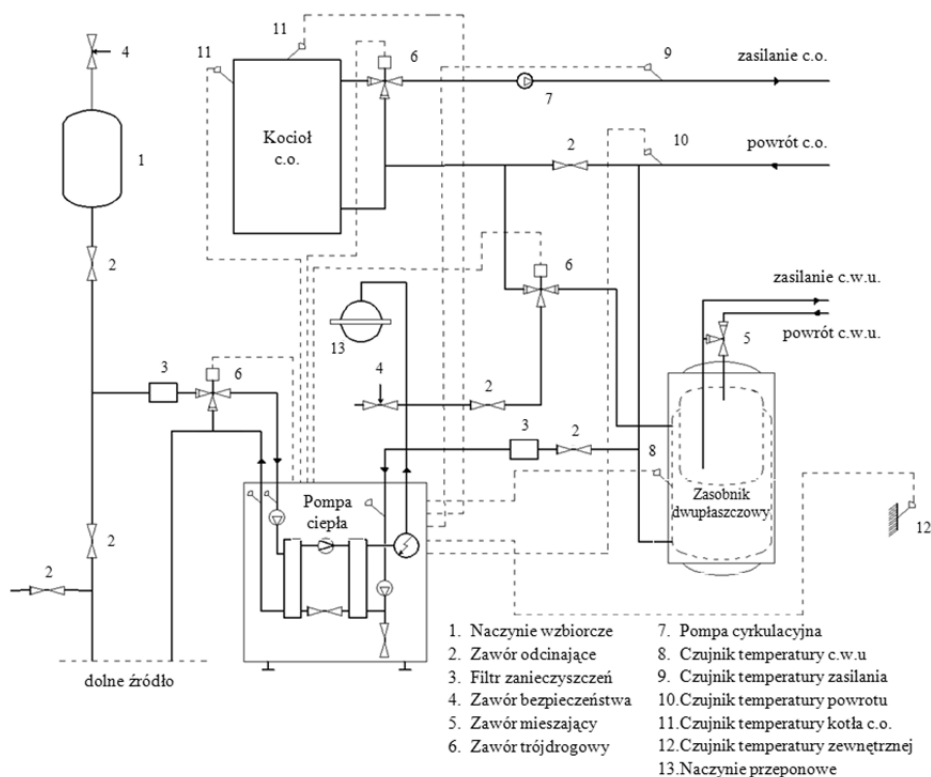 11
4
11
6
9
zasilanie c.o.
7
1
Kocioł
c.o.
2
10
powrót c.o.
2
6
zasilanie c.w.u.
13
powrót c.w.u.
5
3
6
4
2
3
2
8
Zasobnik
dwupłaszczowy
Pompa
ciepła
12
2
2
dolne źródło
1. Naczynie wzbiorcze
2. Zawór odcinające
3. Filtr zanieczyszczeń
4. Zawór bezpieczeństwa
5. Zawór mieszający
6. Zawór trójdrogowy
7. Pompa cyrkulacyjna
8. Czujnik temperatury c.w.u
9. Czujnik temperatury zasilania
10.Czujnik temperatury powrotu
11.Czujnik temperatury kotła c.o.
12.Czujnik temperatury zewnętrznej
13.Naczynie przeponowe